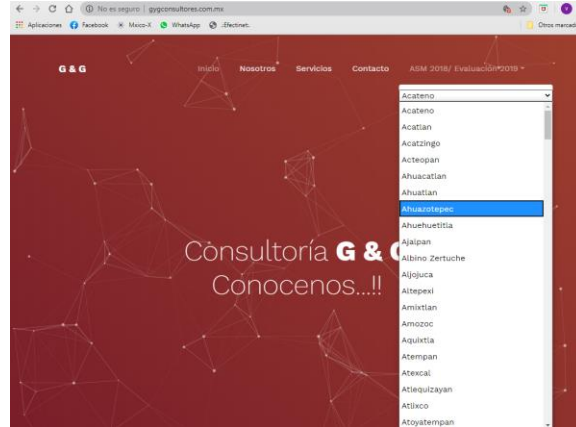 No es seguro | gygconsultores.com.mx
Aplicaciones Facebook Mxico-X WhatsApp .:Efectinet:. Otros marcad
G & G Inicio Nosotros Servicios Contacto ASM 2018/ Evaluación 2019
Acateno
Acateno
Acatlan
Acatzingo
Acteopan
Ahuacatlan
Ahuatlan
Ahuazotepec
Ahuehuetitla
Ajalpan
Albino Zertuche
Aljojuca
Altepexi
Amixtlan
Amozoc
Aquixtla
Atempan
Atexcal
Atlequizayan
Atlixco
Atoyatempan
Consultoría G & G
Conocenos...!!